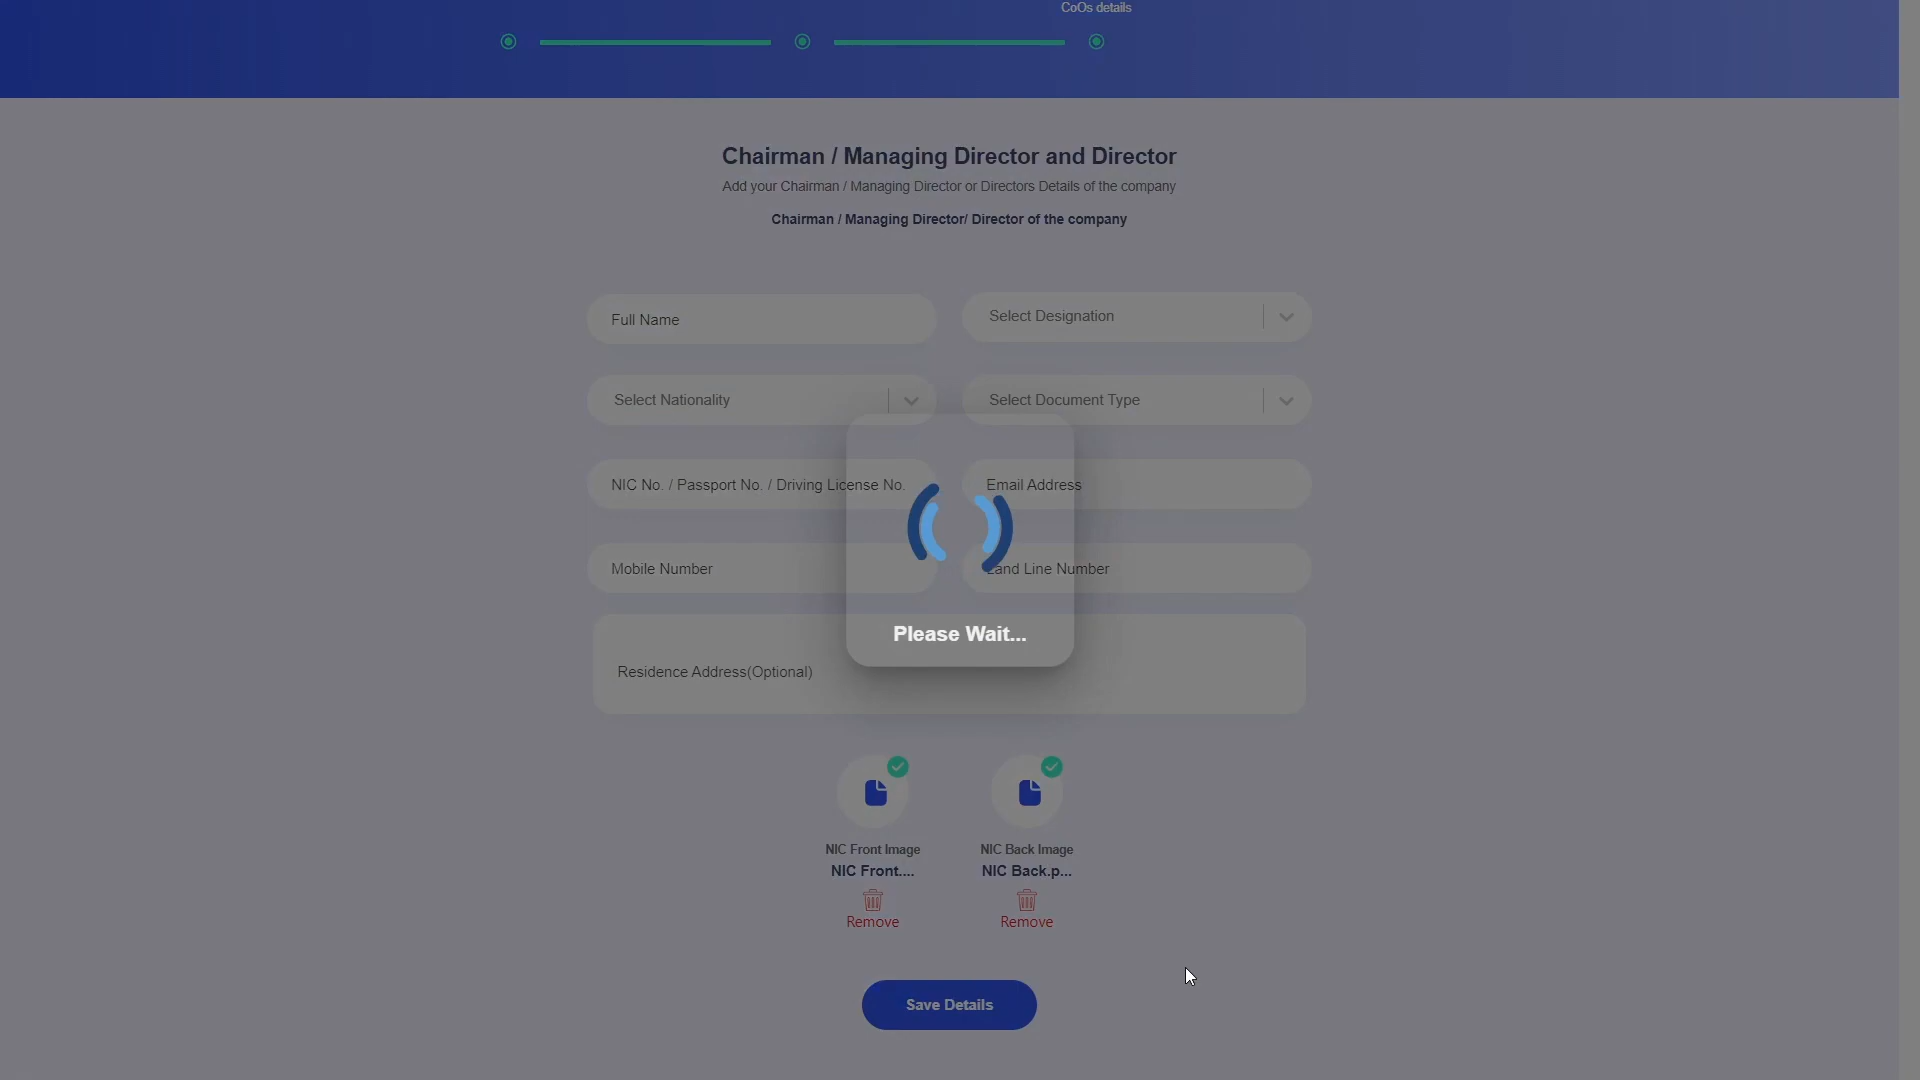 CoOs details
Chairman / Managing Director and Director
Add your Chairman / Managing Director or Directors Details of the company
Chairman / Managing Director/ Director of the company
Full Name
Select Designation
Select Nationality
Select Document Type
NIC No. / Passport No. / Driving License No.
Email Address
Mobile Number
Land Line Number
Please Wait...
Residence Address(Optional)
NIC Front Image
NIC Back Image
NIC Front....
NIC Back.p...
Remove
Remove
Save Details